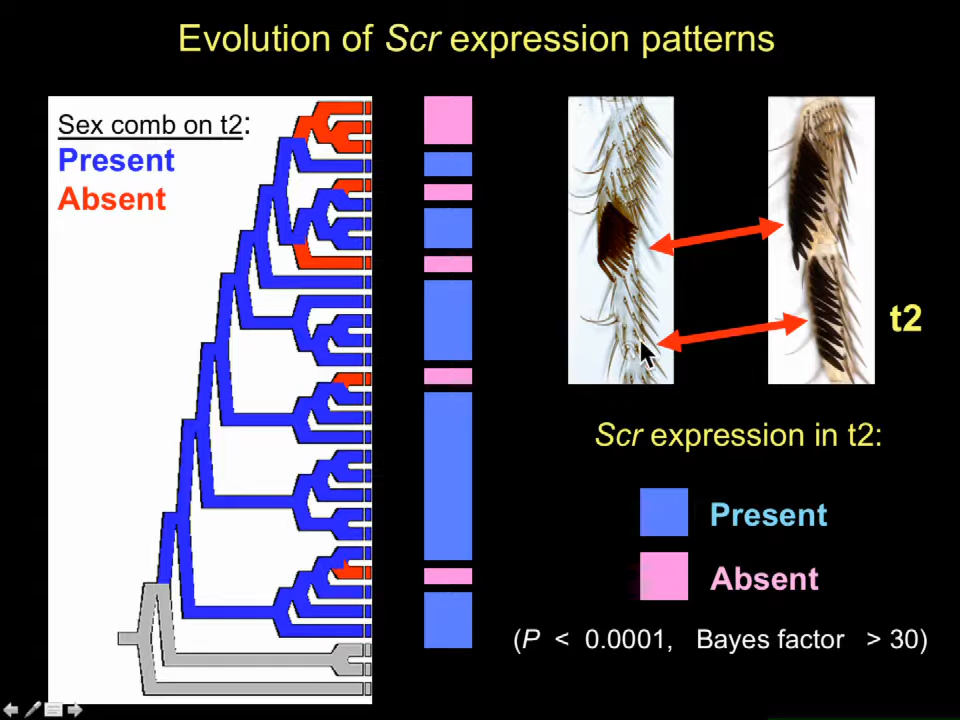 Evolution of Scr expression patterns
Sex comb on t2:
Present
Absent
t2
Scr expression in t2:
Present
Absent
(P < 0.0001, Bayes factor > 30)